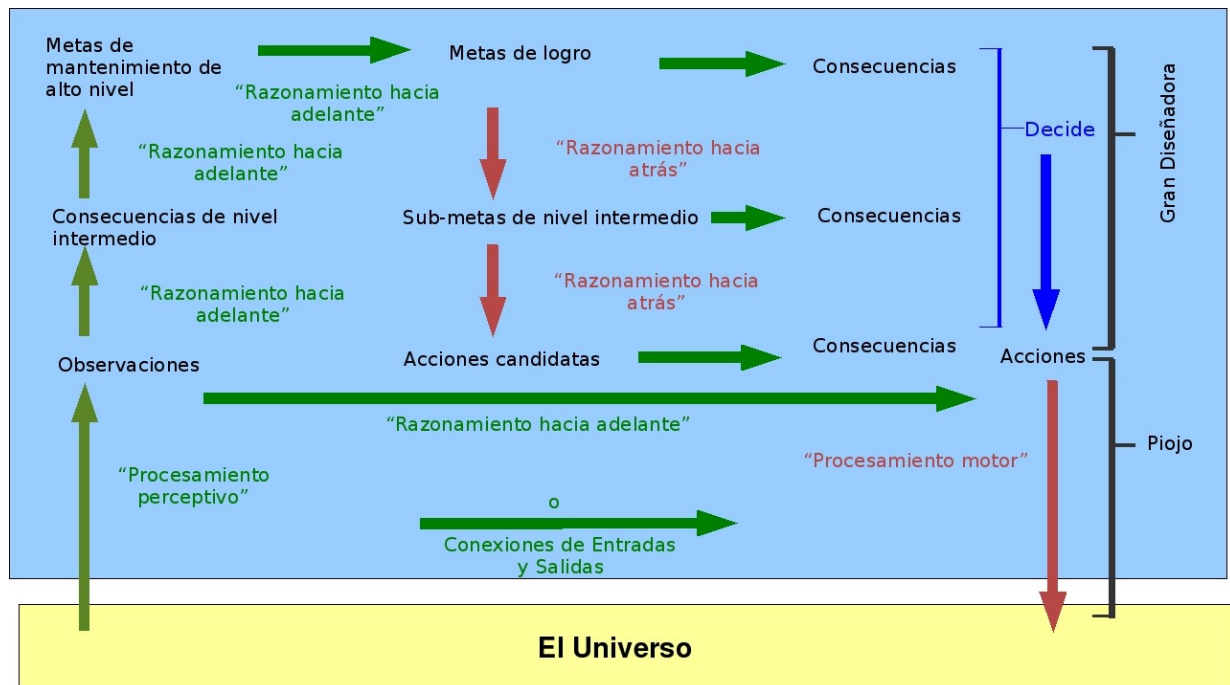 Metas de
mantenimiento de
alto nivel
“Razonamiento hacia
adelante”
Metas de logro
Consecuencias
“Razonamiento hacia
adelante”
“Razonamiento hacia
atrás”
Decide
Gran Diseñadora
Consecuencias de nivel
intermedio
Sub-metas de nivel intermedio
Consecuencias
“Razonamiento hacia
adelante”
“Razonamiento hacia
atrás”
Observaciones
Acciones candidatas
Consecuencias
Acciones
“Razonamiento hacia adelante”
“Procesamiento
perceptivo”
“Procesamiento motor”
Piojo
o
Conexiones de Entradas
y Salidas
El Universo